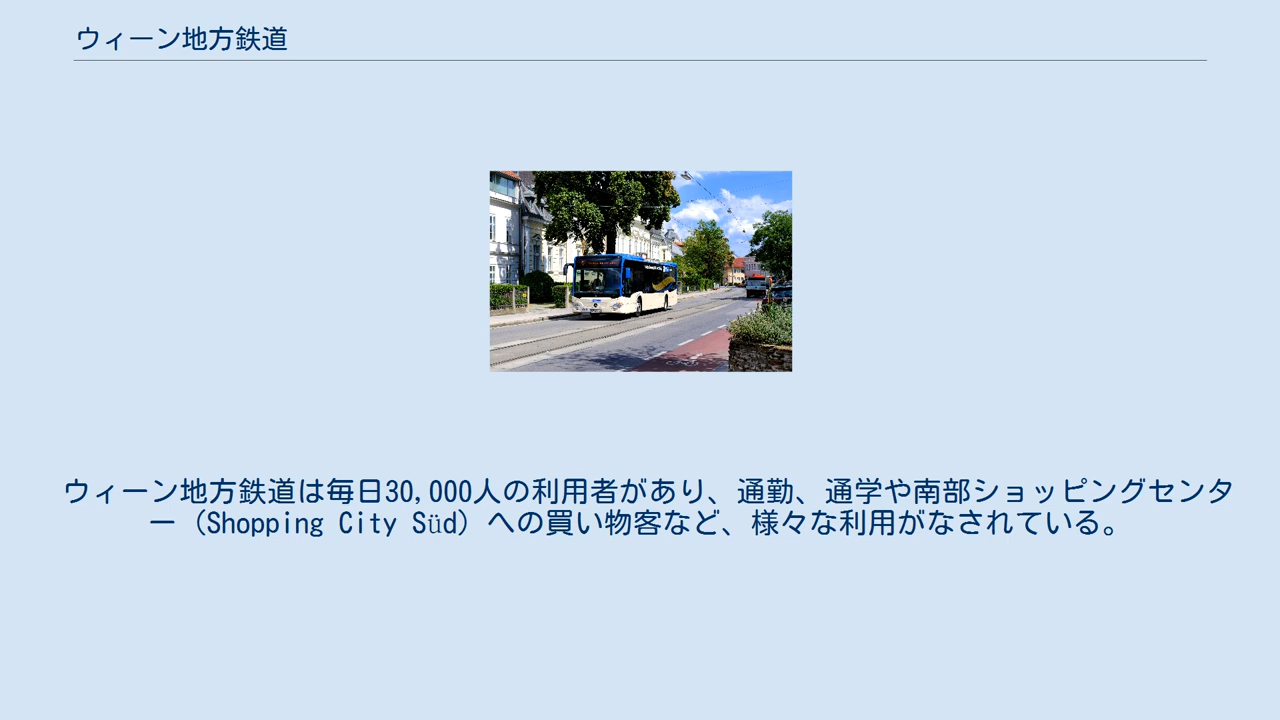 ウィーン地方鉄道
ウィーン地方鉄道は毎日30,000人の利用者があり、通勤、通学や南部ショッピングセンタ
ー（Shopping City Süd）への買い物客など、様々な利用がなされている。